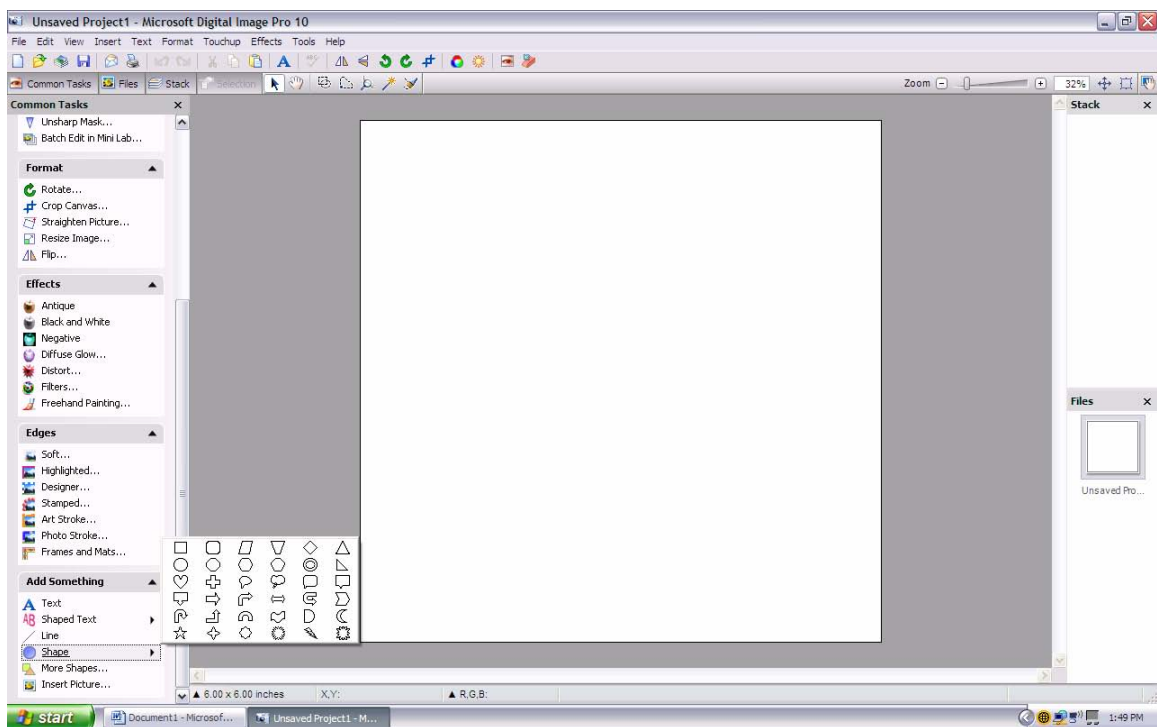 Unsaved Project1 - Microsoft Digital Image Pro 10
File Edit View Insert Text Format Touchup Effects Tools Help
Common Tasks Files Stack Selection Zoom 32%
Common Tasks
Unsharp Mask...
Batch Edit in Mini Lab...
Format
Rotate...
Crop Canvas...
Straighten Picture...
Resize Image...
Flip...
Effects
Antique
Black and White
Negative
Diffuse Glow...
Distort...
Filters...
Freehand Painting...
Edges
Soft...
Highlighted...
Designer...
Stamped...
Art Stroke...
Photo Stroke...
Frames and Mats...
Add Something
Text
Shaped Text
Line
Shape
More Shapes...
Insert Picture...
Stack
Files
Unsaved Pro...
6.00 x 6.00 inches X,Y: R,G,B:
start Document1 - Microsof... Unsaved Project1 - M... 1:49 PM